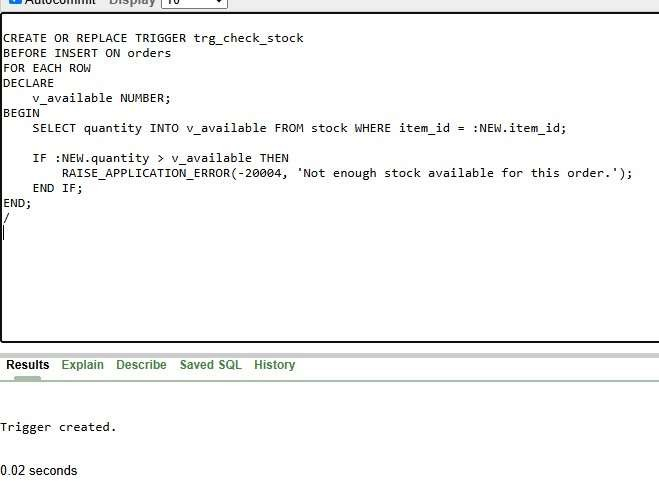 Autocommit Display 10
CREATE OR REPLACE TRIGGER trg_check_stock
BEFORE INSERT ON orders
FOR EACH ROW
DECLARE
    v_available NUMBER;
BEGIN
    SELECT quantity INTO v_available FROM stock WHERE item_id = :NEW.item_id;
    IF :NEW.quantity > v_available THEN
        RAISE_APPLICATION_ERROR(-20004, 'Not enough stock available for this order.');
    END IF;
END;
/
Results Explain Describe Saved SQL History
Trigger created.
0.02 seconds